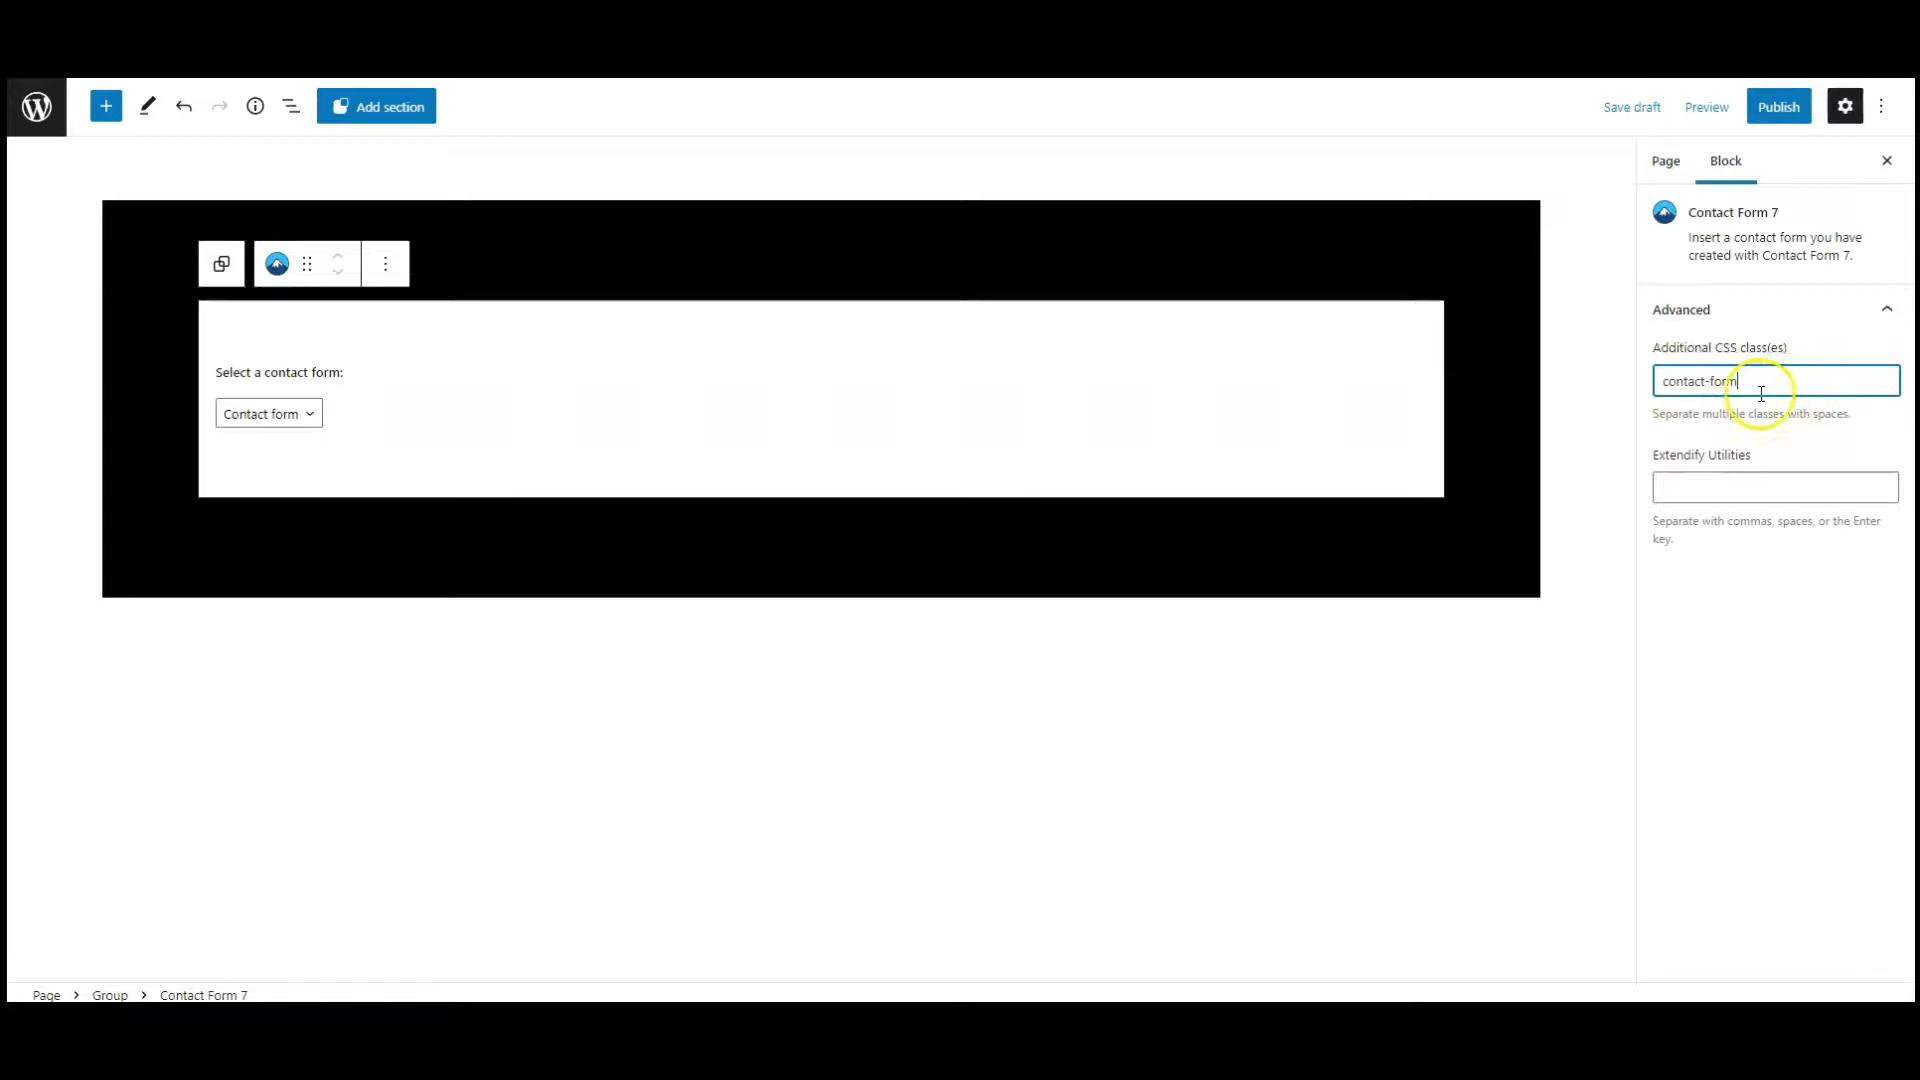 Add section
Save draft
Preview
Publish
Page
Block
Contact Form 7
Insert a contact form you have
created with Contact Form 7.
Advanced
Additional CSS class(es)
contact-form
Separate multiple classes with spaces.
Extendify Utilities
Separate with commas, spaces, or the Enter
key.
Select a contact form:
Contact form
Page > Group > Contact Form 7